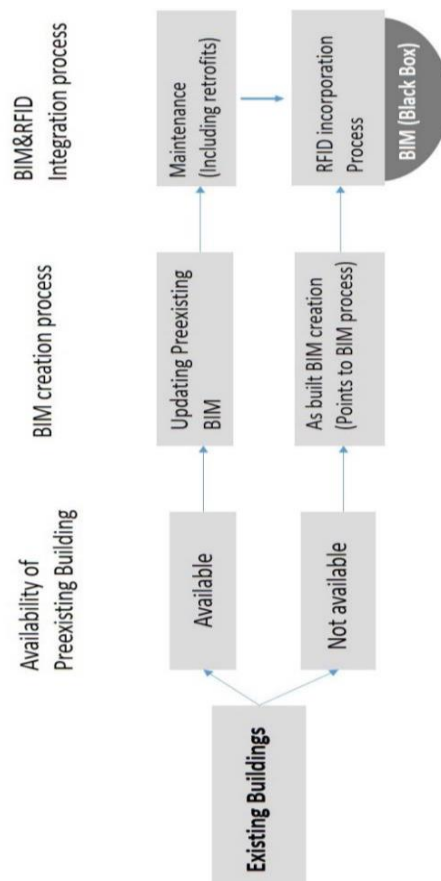 Availability of
Preexisting Building
BIM creation process
BIM&RFID
Integration process
Existing Buildings
Available
Updating Preexisting
BIM
Maintenance
(Including retrofits)
Not available
As built BIM creation
(Points to BIM process)
RFID incorporation
Process
BIM (Black Box)